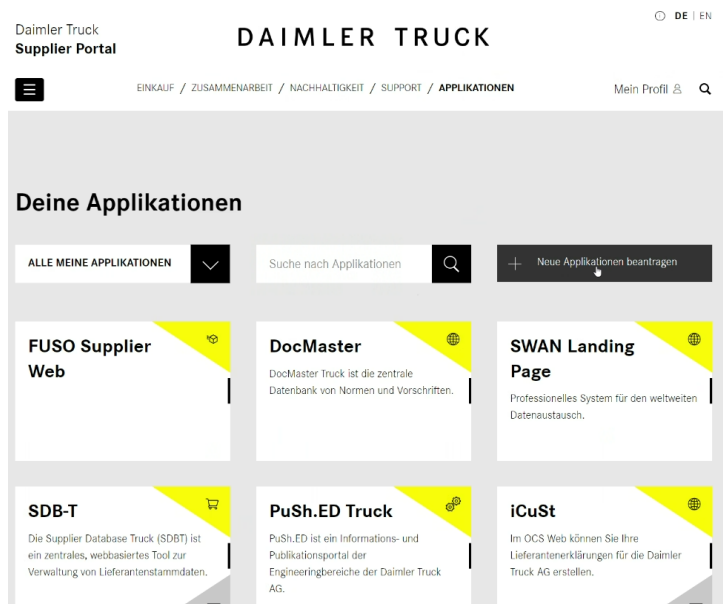 DE | EN
Daimler Truck
Supplier Portal
DAIMLER TRUCK
EINKAUF / ZUSAMMENARBEIT / NACHHALTIGKEIT / SUPPORT / APPLIKATIONEN
Mein Profil
Deine Applikationen
ALLE MEINE APPLIKATIONEN
Suche nach Applikationen
Neue Applikationen beantragen
FUSO Supplier
Web
DocMaster
DocMaster Truck ist die zentrale
Datenbank von Normen und Vorschriften.
SWAN Landing
Page
Professionelles System für den weltweiten
Datenaustausch.
SDB-T
Die Supplier Database Truck (SDBT) ist
ein zentrales, webbasiertes Tool zur
Verwaltung von Lieferantenstammdaten.
PuSh.ED Truck
PuSh.ED ist ein Informations- und
Publikationsportal der
Engineeringbereiche der Daimler Truck
AG.
iCuSt
Im OCS Web können Sie Ihre
Lieferantenerklärungen für die Daimler
Truck AG erstellen.